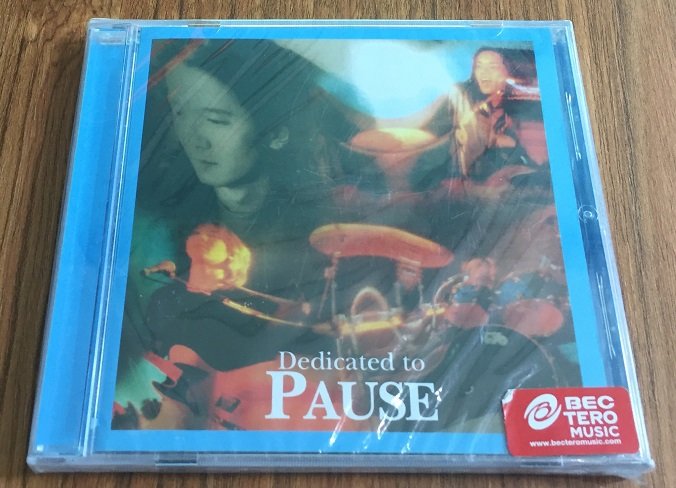 Dedicated to
PAUSE
BEC
TERO
MUSIC
www.becteromusic.com